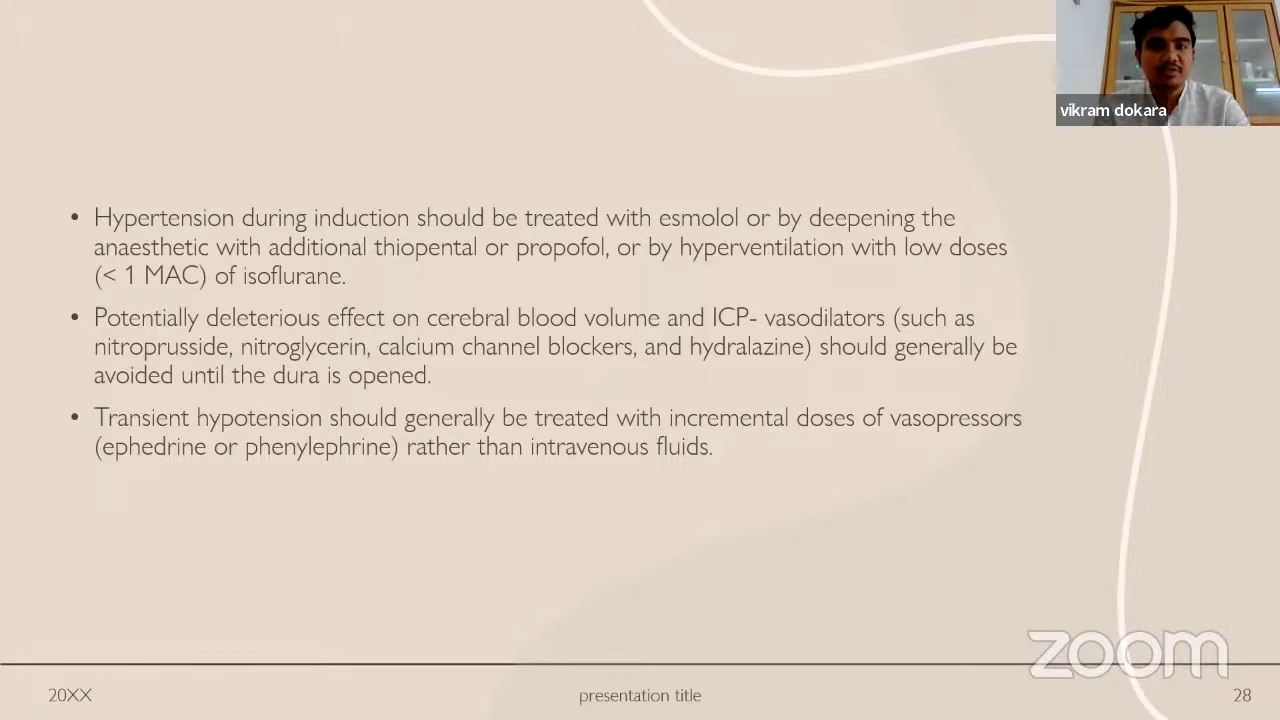 vikram dokara
• Hypertension during induction should be treated with esmolol or by deepening the
anaesthetic with additional thiopental or propofol, or by hyperventilation with low doses
(< 1 MAC) of isoflurane.
• Potentially deleterious effect on cerebral blood volume and ICP- vasodilators (such as
nitroprusside, nitroglycerin, calcium channel blockers, and hydralazine) should generally be
avoided until the dura is opened.
• Transient hypotension should generally be treated with incremental doses of vasopressors
(ephedrine or phenylephrine) rather than intravenous fluids.
zoom
20XX
presentation title
28